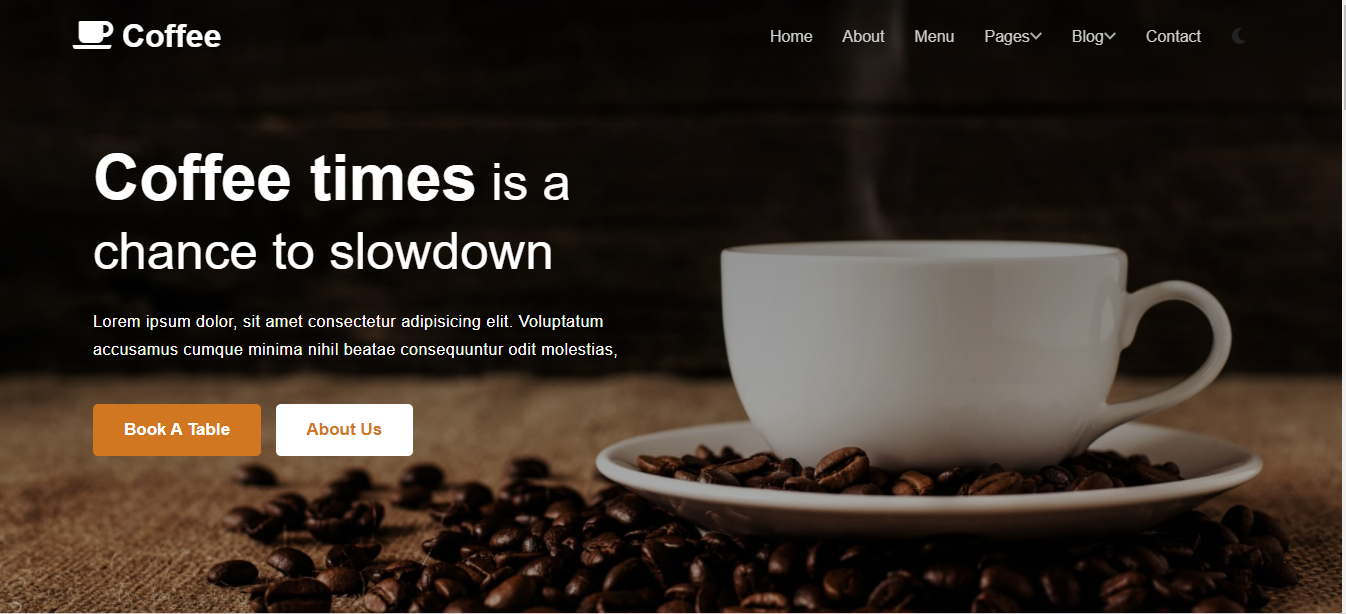 Coffee
Home About Menu Pages Blog Contact
Coffee times is a
chance to slowdown
Lorem ipsum dolor, sit amet consectetur adipisicing elit. Voluptatum
accusamus cumque minima nihil beatae consequuntur odit molestias,
Book A Table About Us